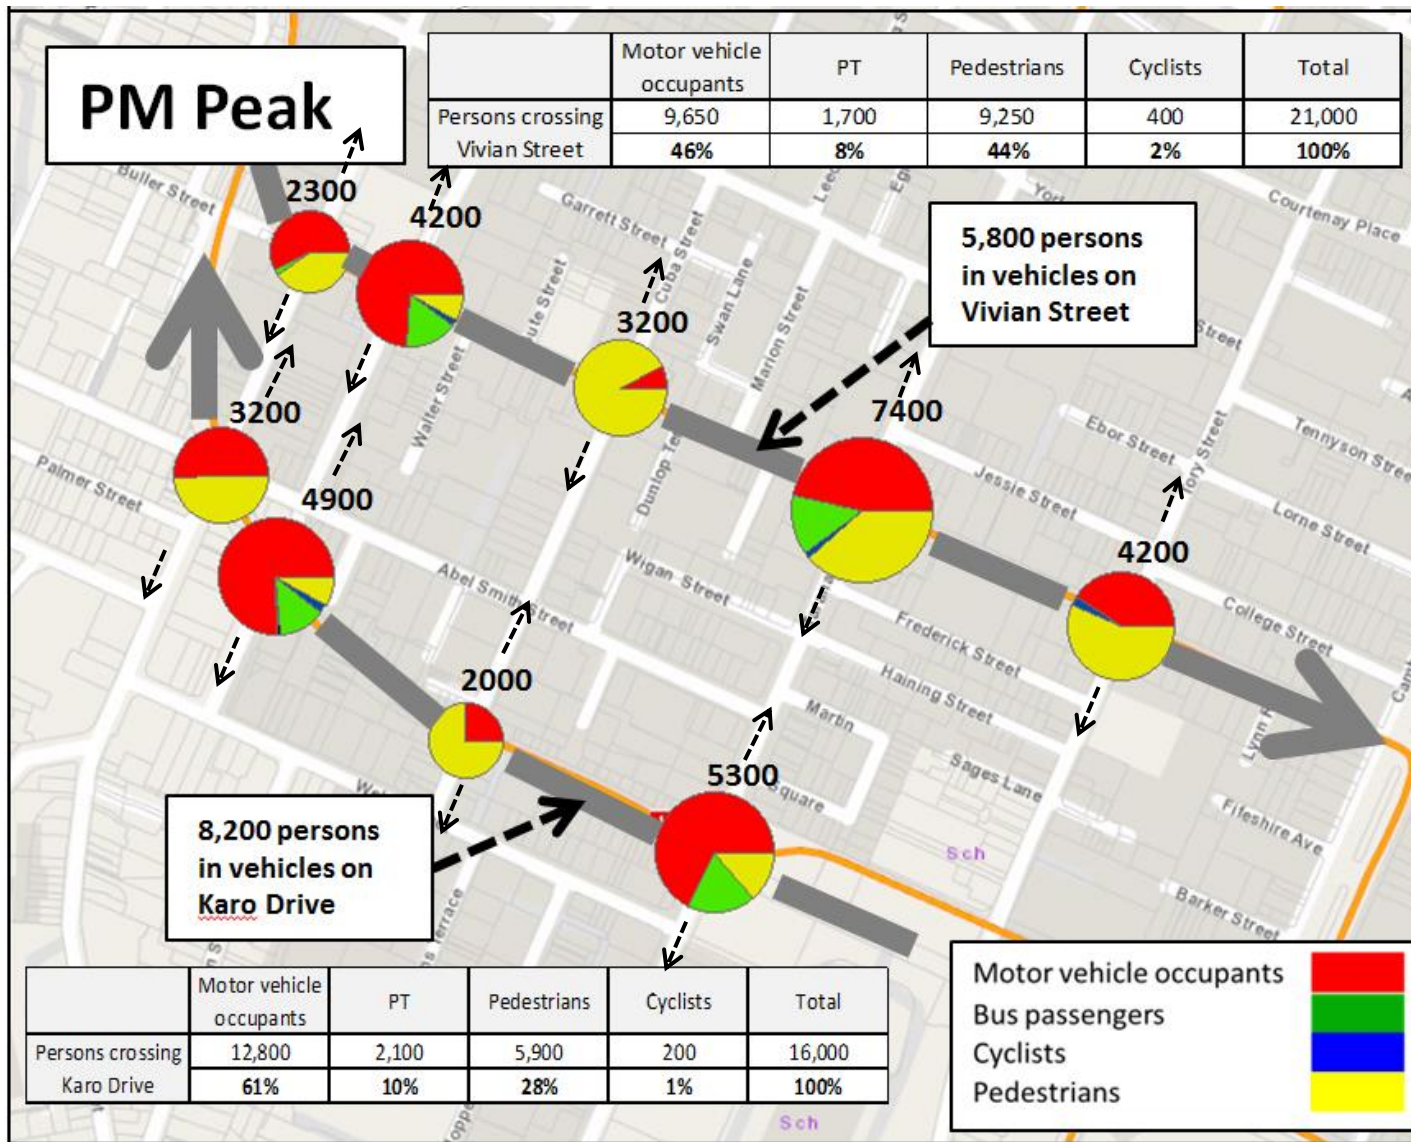 PM Peak
Motor vehicle occupants PT Pedestrians Cyclists Total
Persons crossing Vivian Street 9,650 1,700 9,250 400 21,000
46% 8% 44% 2% 100%
Buller Street
2300
4200
Garrett Street
Cuba Street
Swan Lane
Marion Street
Courtenay Place
5,800 persons
in vehicles on
Vivian Street
3200
7400
Street
Walter Street
Dunlop Te
Ebor Street
Tory Street
Tennyson Stree
Jessie Street
Lorne Street
3200
Palmer Street
4900
4200
Abel Smith Street
Wigan Street
Frederick Street
College Street
Haining Street
2000
Martin
Square
5300
Sages Lane
Lynn
Fifeshire Ave
Barker Street
Sch
8,200 persons
in vehicles on
Karo Drive
Terrace
Motor vehicle occupants PT Pedestrians Cyclists Total
Persons crossing Karo Drive 12,800 2,100 5,900 200 16,000
61% 10% 28% 1% 100%
Motor vehicle occupants
Bus passengers
Cyclists
Pedestrians
Sch